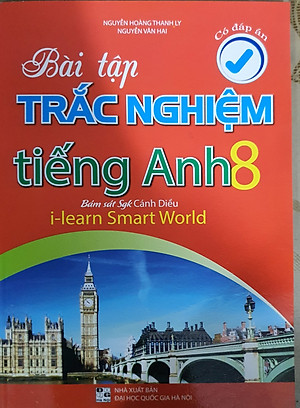 NGUYỄN HOÀNG THANH LY
NGUYỄN VĂN HAI
Có đáp án
Bài tập
TRẮC NGHIỆM
tiếng Anh 8
Bám sát Sgk Cánh Diều
i-learn Smart World
NHÀ XUẤT BẢN
ĐẠI HỌC QUỐC GIA HÀ NỘI